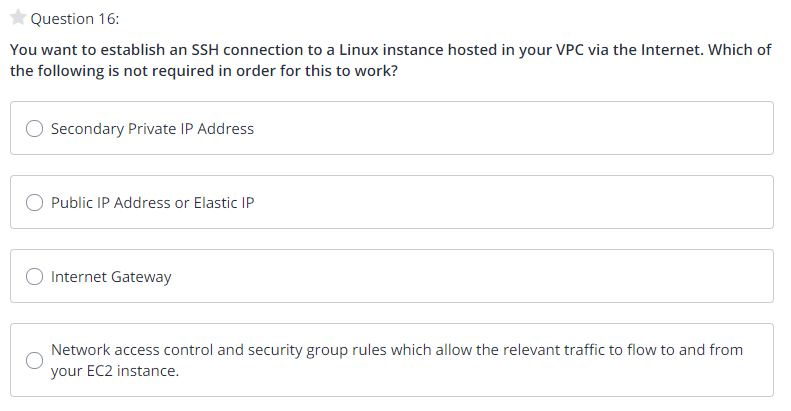 Question 16:
You want to establish an SSH connection to a Linux instance hosted in your VPC via the Internet. Which of
the following is not required in order for this to work?
Secondary Private IP Address
Public IP Address or Elastic IP
Internet Gateway
Network access control and security group rules which allow the relevant traffic to flow to and from
your EC2 instance.